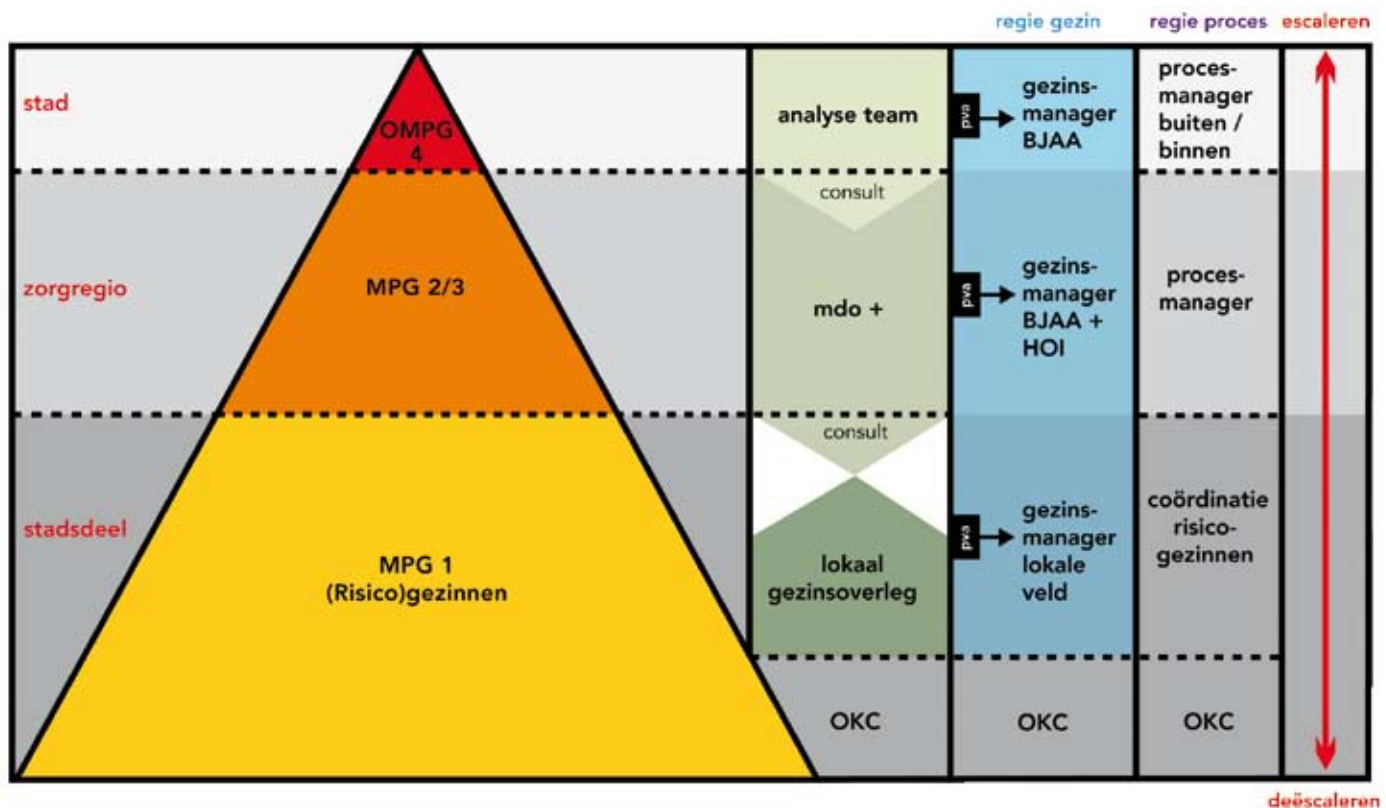 regie gezin
regie proces
escaleren
stad
OMPG
4
analyse team
pva
gezins-
manager
BJAA
proces-
manager
buiten /
binnen
consult
zorgregio
MPG 2/3
mdo +
pva
gezins-
manager
BJAA +
HOI
proces-
manager
consult
stadsdeel
MPG 1
(Risico)gezinnen
lokaal
gezinsoverleg
pva
gezins-
manager
lokale
veld
coördinatie
risico-
gezinnen
OKC
OKC
OKC
deëscaleren